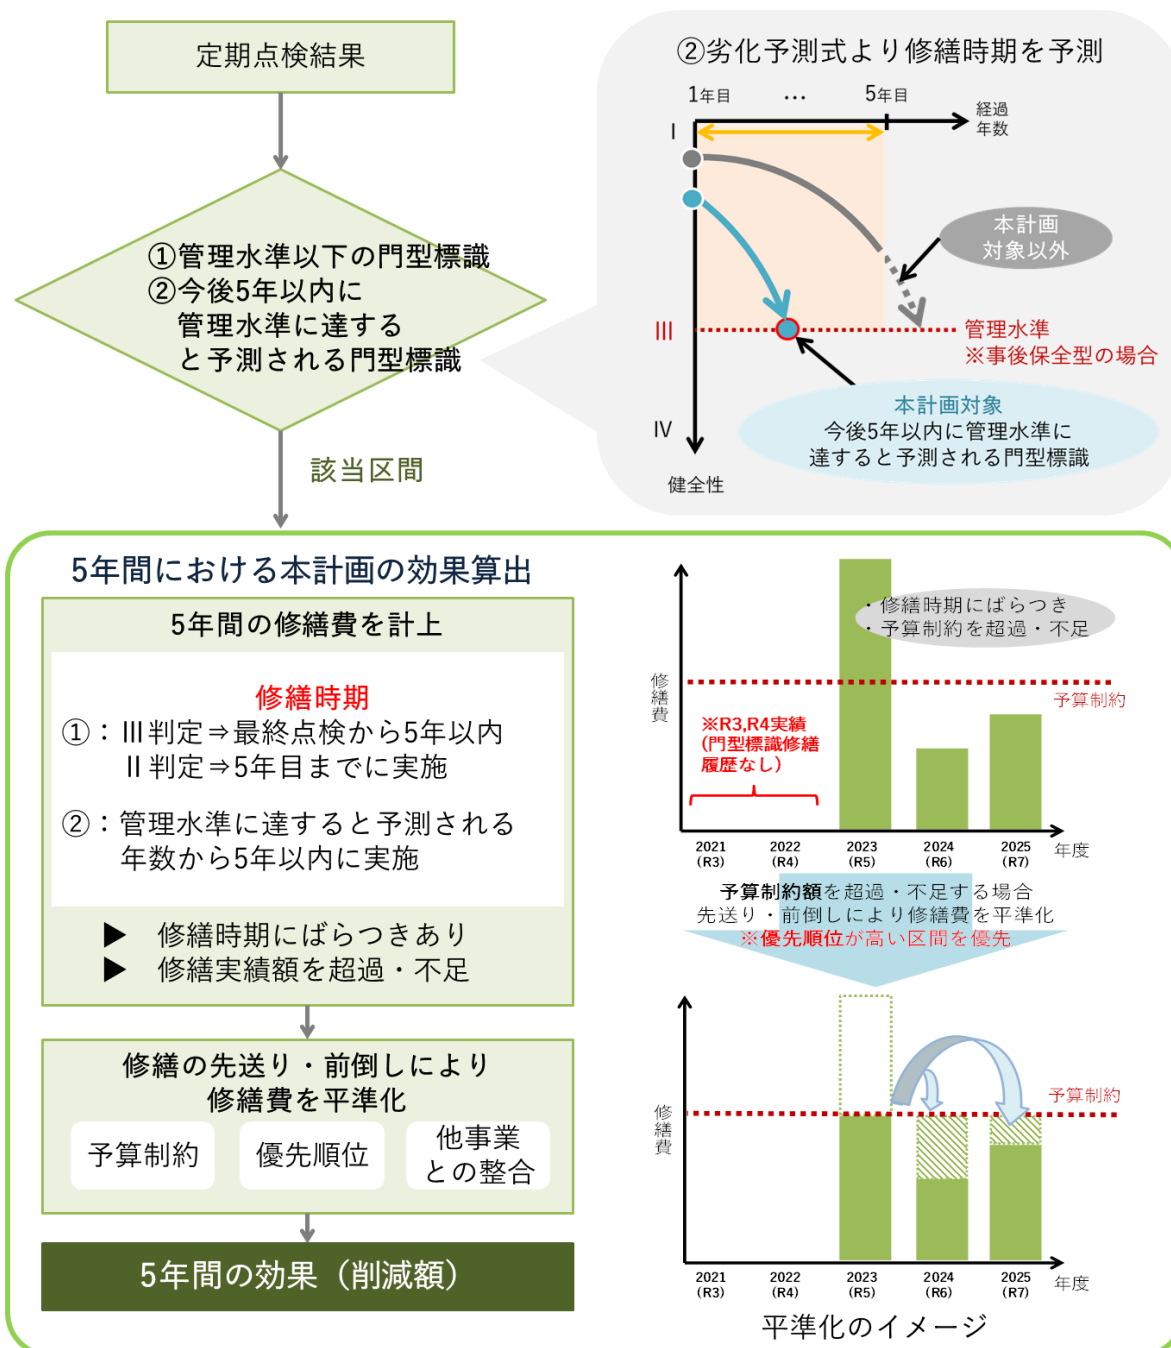 定期点検結果
①管理水準以下の門型標識
②今後5年以内に
管理水準に達する
と予測される門型標識
該当区間
②劣化予測式より修繕時期を予測
1年目 … 5年目
経過
年数
I
本計画
対象以外
III
管理水準
※事後保全型の場合
本計画対象
今後5年以内に管理水準に
達すると予測される門型標識
IV
健全性
5年間における本計画の効果算出
5年間の修繕費を計上
修繕時期
①：Ⅲ判定⇒最終点検から5年以内
Ⅱ判定⇒5年目までに実施
②：管理水準に達すると予測される
年数から5年以内に実施
▶ 修繕時期にばらつきあり
▶ 修繕実績額を超過・不足
修繕の先送り・前倒しにより
修繕費を平準化
予算制約
優先順位
他事業
との整合
5年間の効果（削減額）
・修繕時期にばらつき
・予算制約を超過・不足
修繕費
予算制約
※R3,R4実績
(門型標識修繕
履歴なし)
2021 2022 2023 2024 2025
(R3) (R4) (R5) (R6) (R7)
年度
予算制約額を超過・不足する場合
先送り・前倒しにより修繕費を平準化
※優先順位が高い区間を優先
修繕費
予算制約
2021 2022 2023 2024 2025
(R3) (R4) (R5) (R6) (R7)
年度
平準化のイメージ